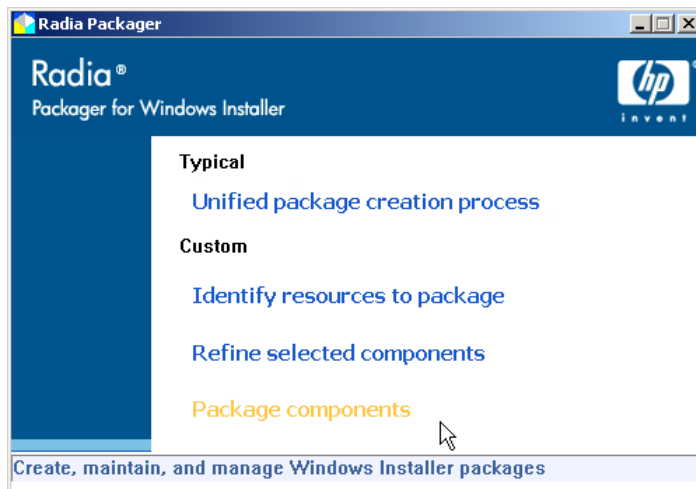 Radia Packager
Radia®
Packager for Windows Installer
hp®
invent
Typical
Unified package creation process
Custom
Identify resources to package
Refine selected components
Package components
Create, maintain, and manage Windows Installer packages